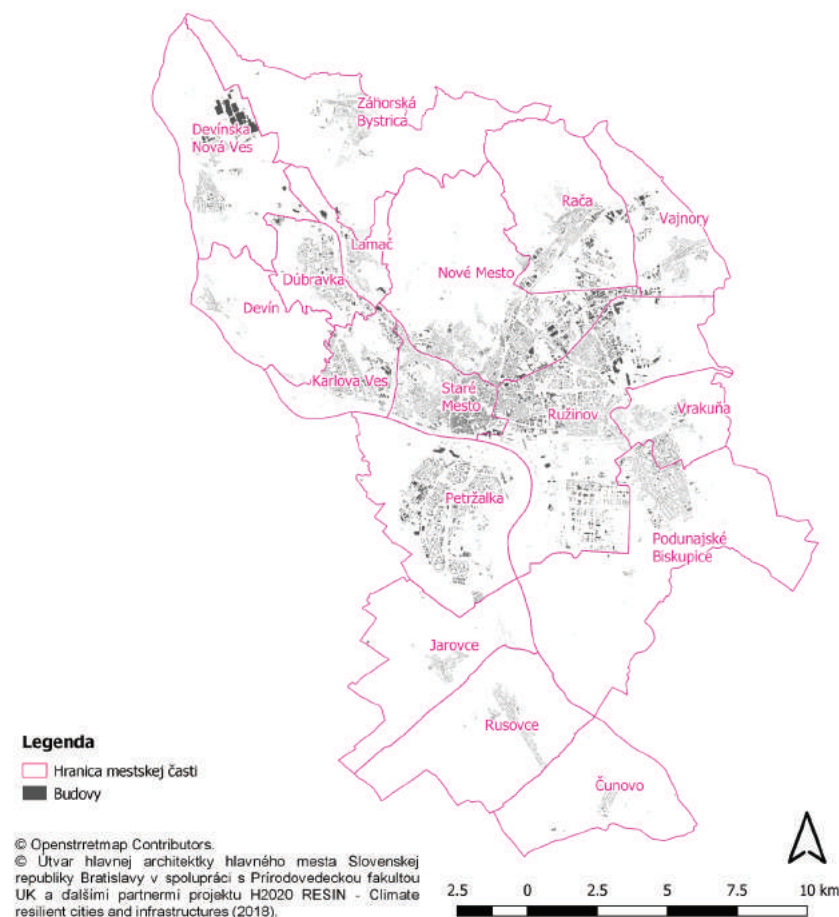 Záhorská
Bystrica
Devínska
Nová Ves
Rača
Vajnory
Lamač
Nové Mesto
Dúbravka
Devín
Karlova Ves
Staré
Mesto
Ružinov
Vrakuňa
Petržalka
Podunajské
Biskupice
Jarovce
Rusovce
Čunovo
Legenda
Hranica mestskej časti
Budovy
© Openstrretmap Contributors.
© Útvar hlavnej architektky hlavného mesta Slovenskej
republiky Bratislavy v spolupráci s Prírodovedeckou fakultou
UK a ďalšími partnermi projektu H2020 RESIN - Climate
resilient cities and infrastructures (2018).
2.5 0 2.5 5 7.5 10 km